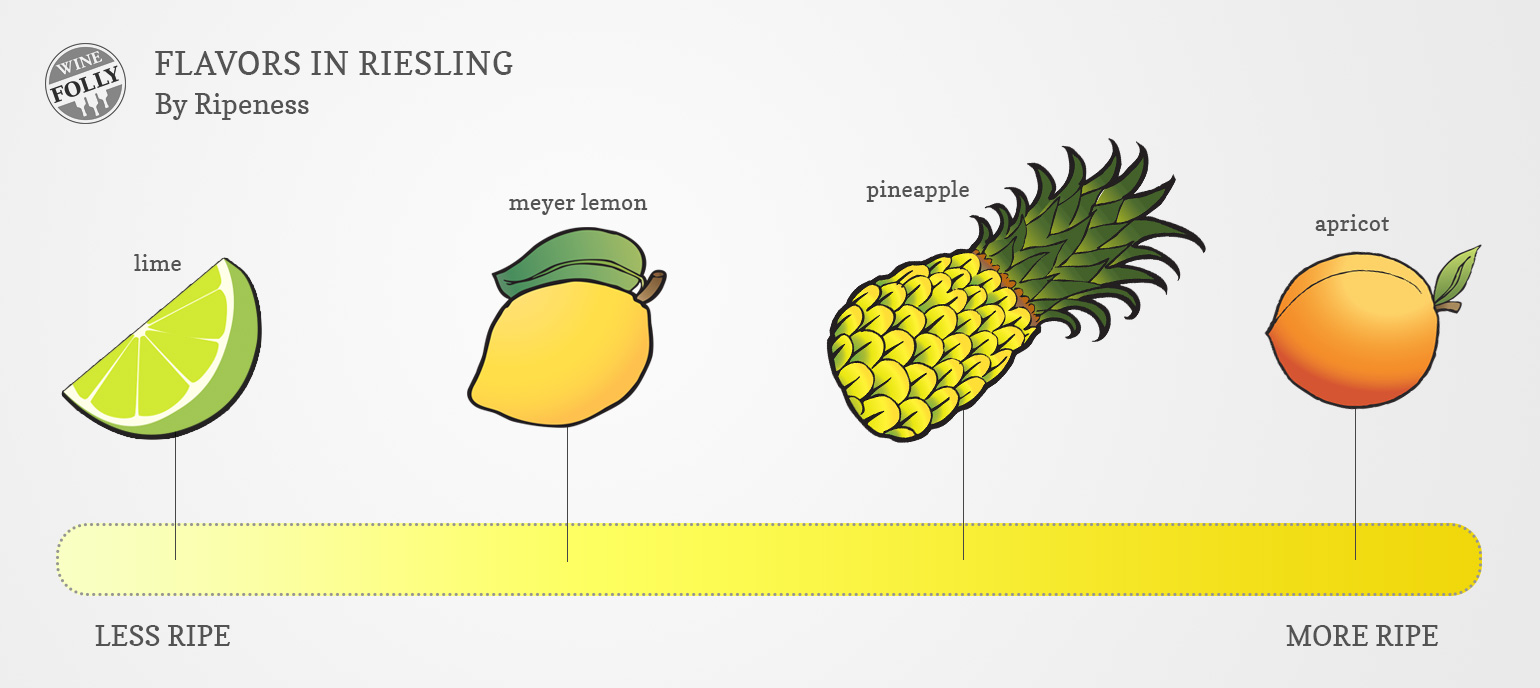 WINE
FOLLY
FLAVORS IN RIESLING
By Ripeness
lime
meyer lemon
pineapple
apricot
LESS RIPE
MORE RIPE